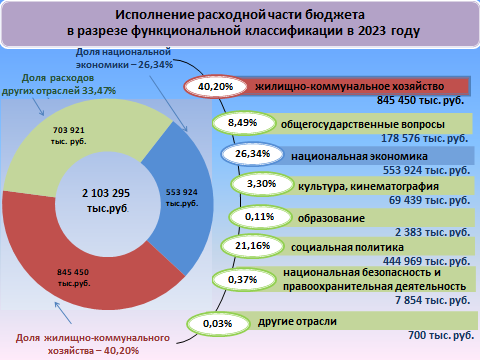 Исполнение расходной части бюджета
в разрезе функциональной классификации в 2023 году
Доля национальной
экономики – 26,34%
Доля расходов
других отраслей 33,47%
703 921
тыс. руб.
2 103 295
тыс.руб.
553 924
тыс.руб.
845 450
тыс.руб.
Доля жилищно-коммунального
хозяйства – 40,20%
40,20%
жилищно-коммунальное хозяйство
845 450 тыс. руб.
8,49%
общегосударственные вопросы
178 576 тыс. руб.
26,34%
национальная экономика
553 924 тыс. руб.
3,30%
культура, кинематография
69 439 тыс. руб.
0,11%
образование
2 383 тыс. руб.
21,16%
социальная политика
444 969 тыс. руб.
0,37%
национальная безопасность и
правоохранительная деятельность
7 854 тыс. руб.
0,03%
другие отрасли
700 тыс. руб.